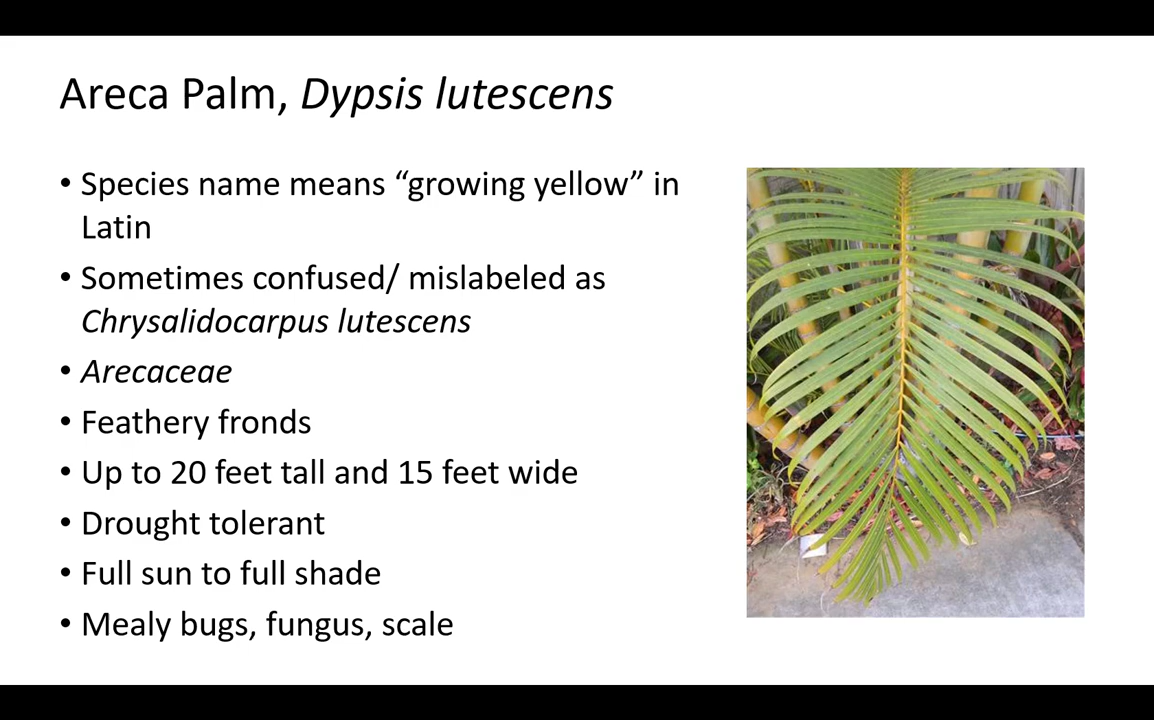 Areca Palm, Dypsis lutescens
• Species name means “growing yellow” in
Latin
• Sometimes confused/ mislabeled as
Chrysalidocarpus lutescens
• Arecaceae
• Feathery fronds
• Up to 20 feet tall and 15 feet wide
• Drought tolerant
• Full sun to full shade
• Mealy bugs, fungus, scale